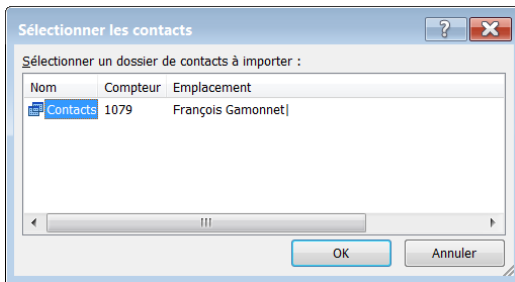 Sélectionner les contacts
Sélectionner un dossier de contacts à importer :
Nom Compteur Emplacement
Contacts 1079 François Gamonnet
OK Annuler